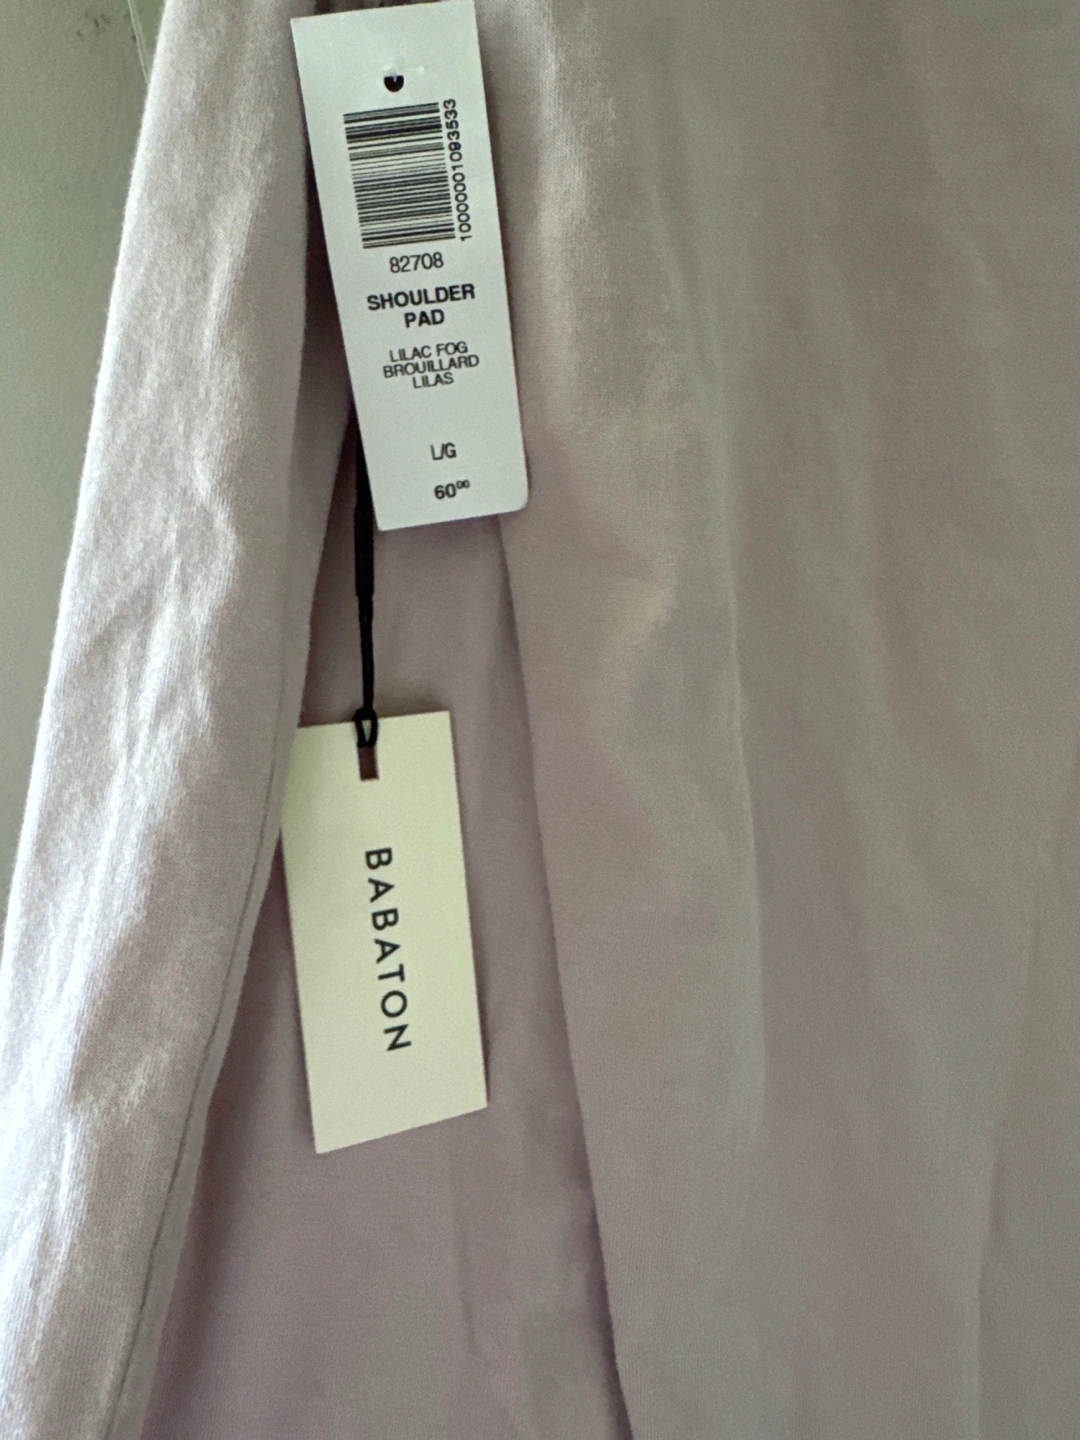 1000001093533
82708
SHOULDER
PAD
LILAC FOG
BROUILLARD
LILAS
L/G
60⁰⁰
BABATON